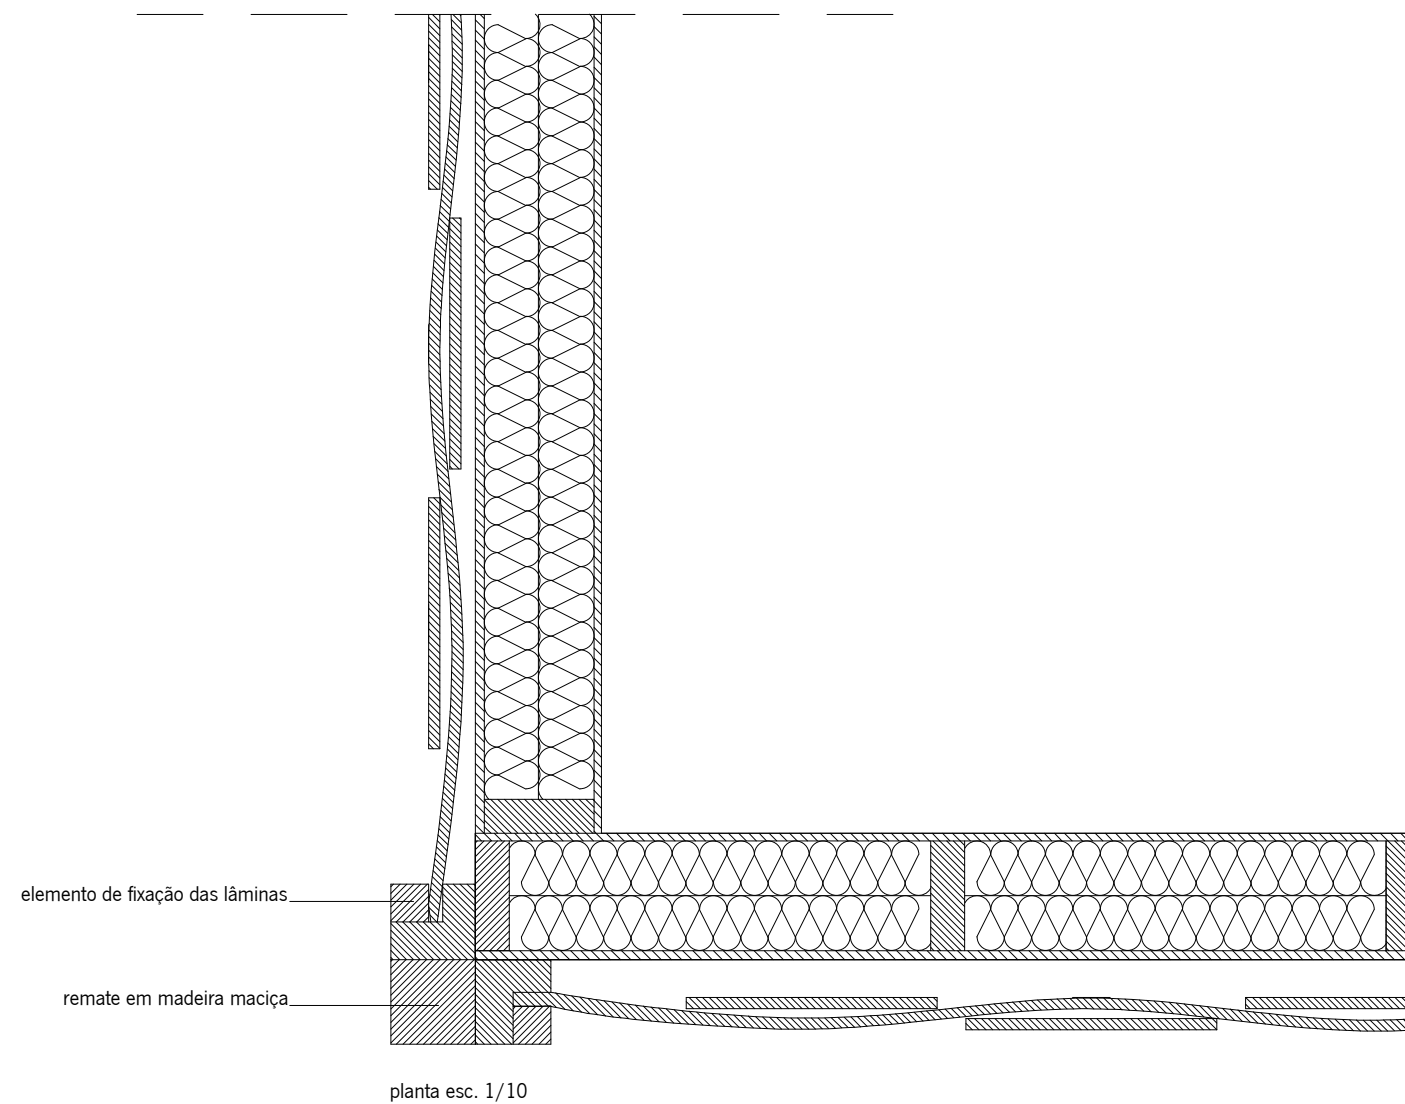 elemento de fixação das lâminas
remate em madeira maciça
planta esc. 1/10